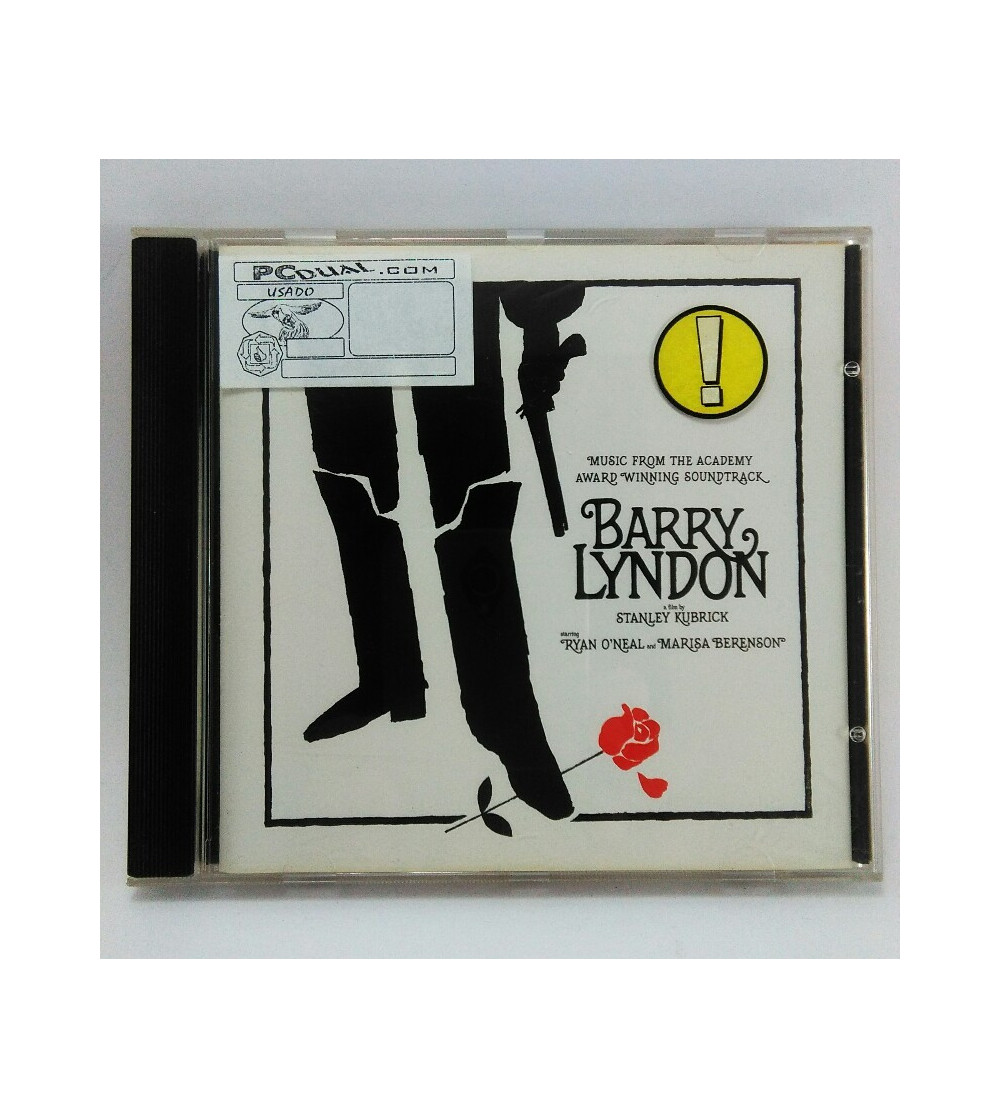 PCDUAL.COM
USADO
!
MUSIC FROM THE ACADEMY
AWARD WINNING SOUNDTRACK
BARRY
LYNDON
a film by
STANLEY KUBRICK
starring
RYAN O'NEAL and MARISA BERENSON